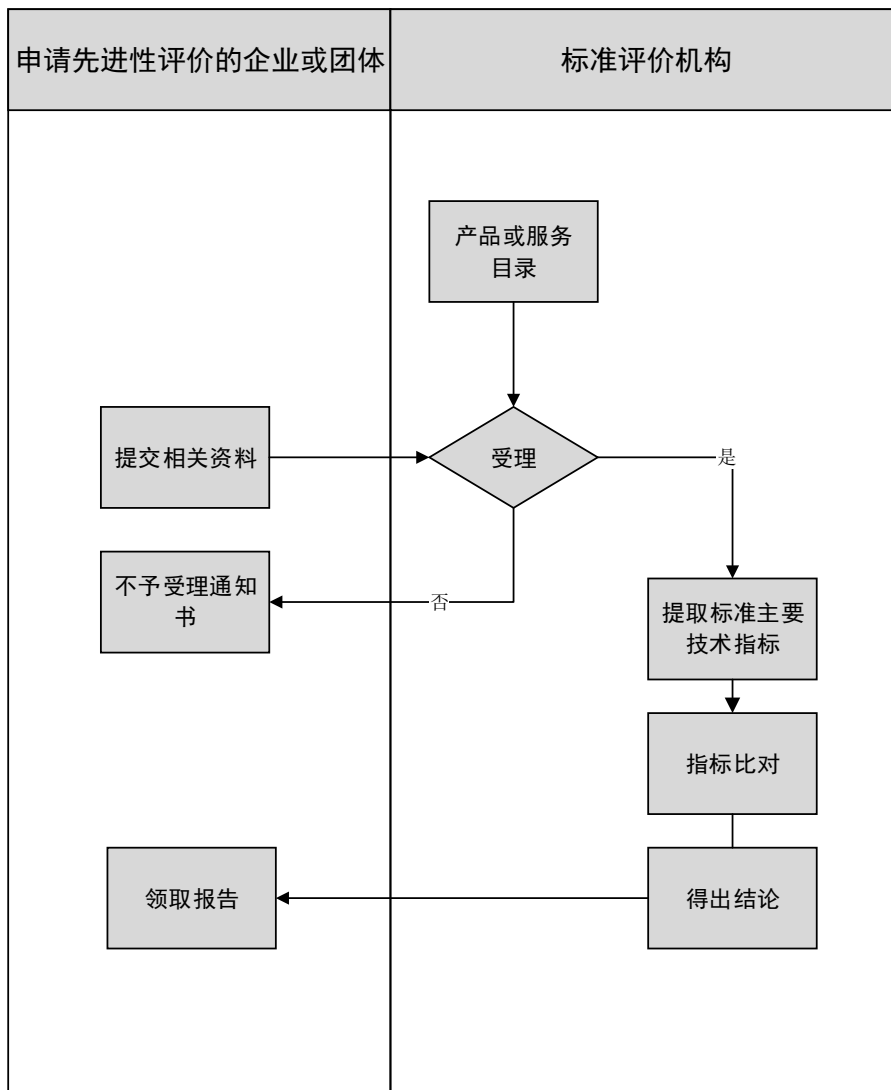 申请先进性评价的企业或团体
标准评价机构
产品或服务
目录
提交相关资料
受理
是
不予受理通知
书
否
提取标准主要
技术指标
指标比对
领取报告
得出结论